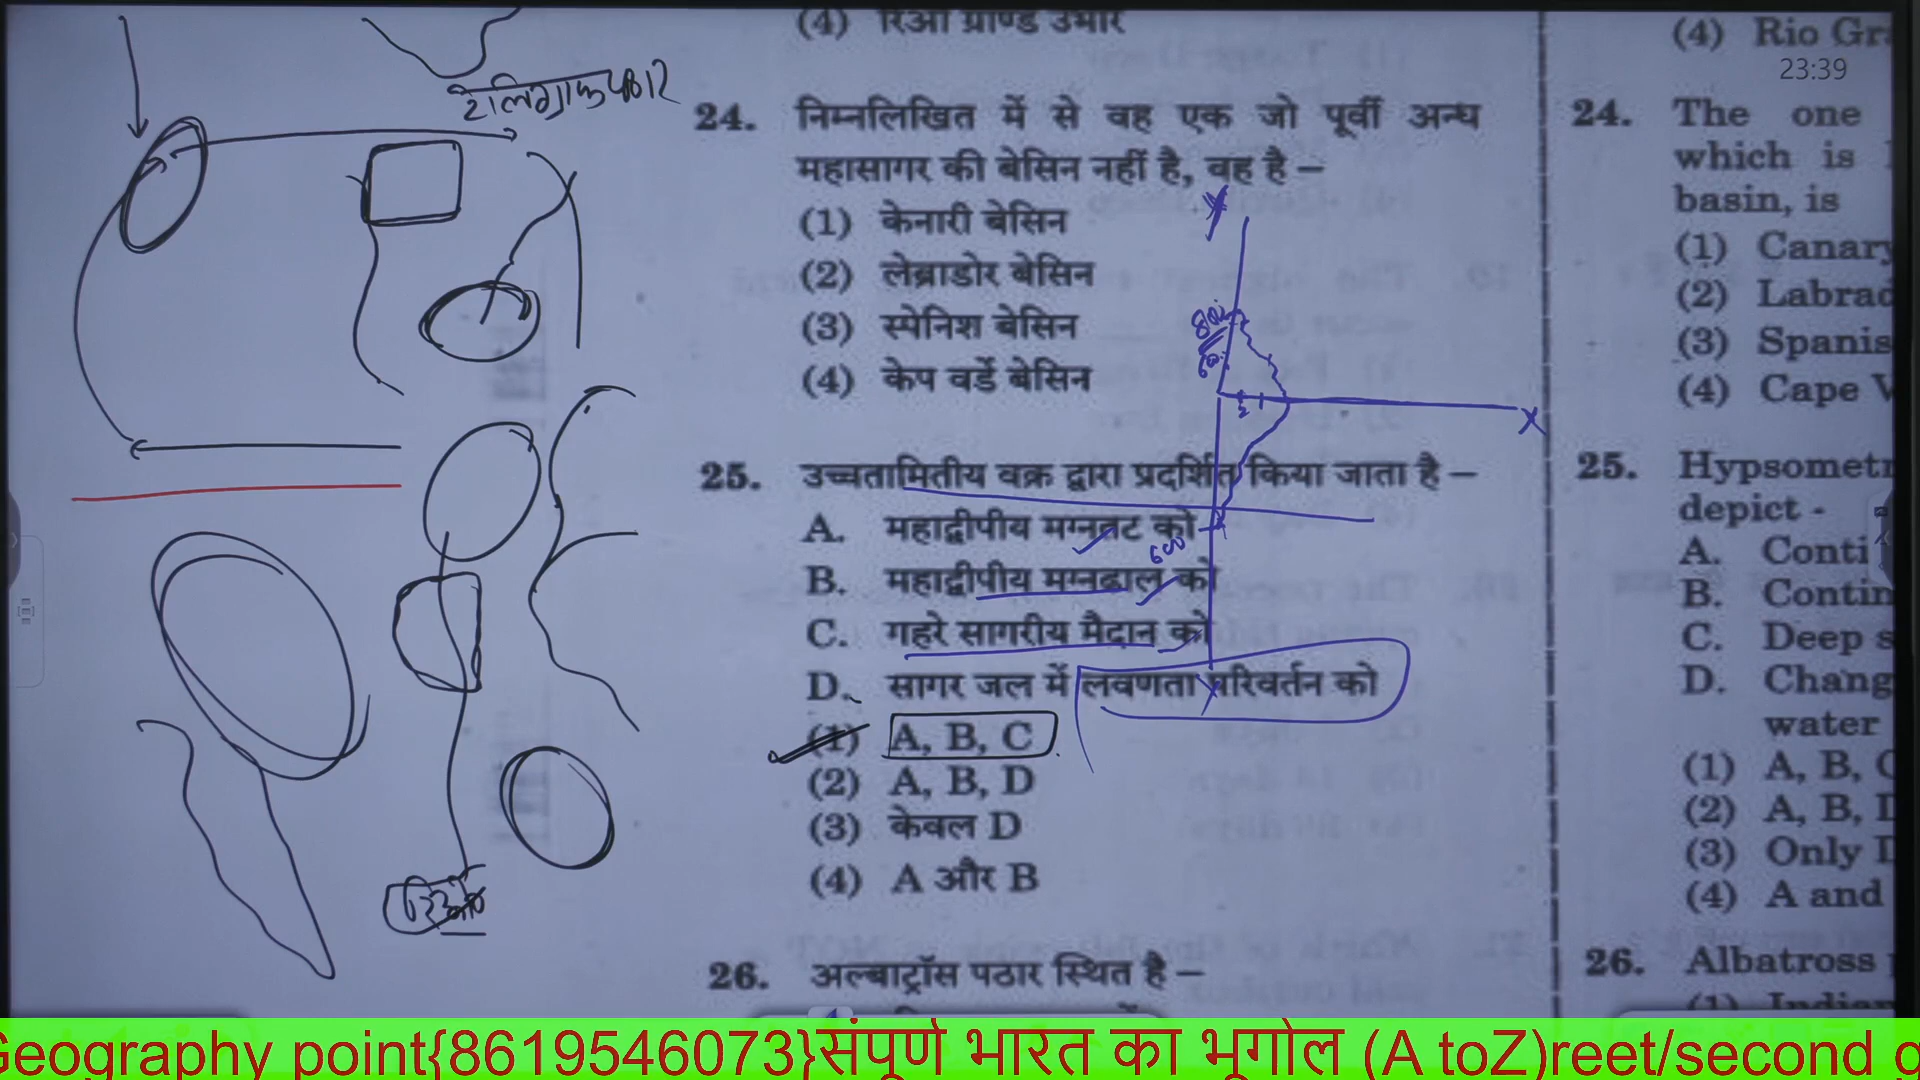 (4) रिओ ग्राण्ड उभार
टेलिग्राफ पठार
24. निम्नलिखित में से वह एक जो पूर्वी अन्ध
महासागर की बेसिन नहीं है, वह है –
(1) केनारी बेसिन
(2) लेब्राडोर बेसिन
(3) स्पेनिश बेसिन
(4) केप वर्डे बेसिन
Y
X
600
25. उच्चतामितीय वक्र द्वारा प्रदर्शित किया जाता है –
A. महाद्वीपीय मग्नतट को
B. महाद्वीपीय मग्नढाल को
C. गहरे सागरीय मैदान को
D. सागर जल में लवणता परिवर्तन को
(1) A, B, C
(2) A, B, D
(3) केवल D
(4) A और B
26. अल्बाट्रॉस पठार स्थित है –
(4) Rio Gr
23:39
24. The one
which is
basin, is
(1) Canary
(2) Labrad
(3) Spanis
(4) Cape V
25. Hypsometr
depict -
A. Conti
B. Contin
C. Deep s
D. Chang
water
(1) A, B, C
(2) A, B, D
(3) Only D
(4) A and
26. Albatross
(1) Indian
Geography point{8619546073}संपूर्ण भारत का भूगोल (A toZ)reet/second g